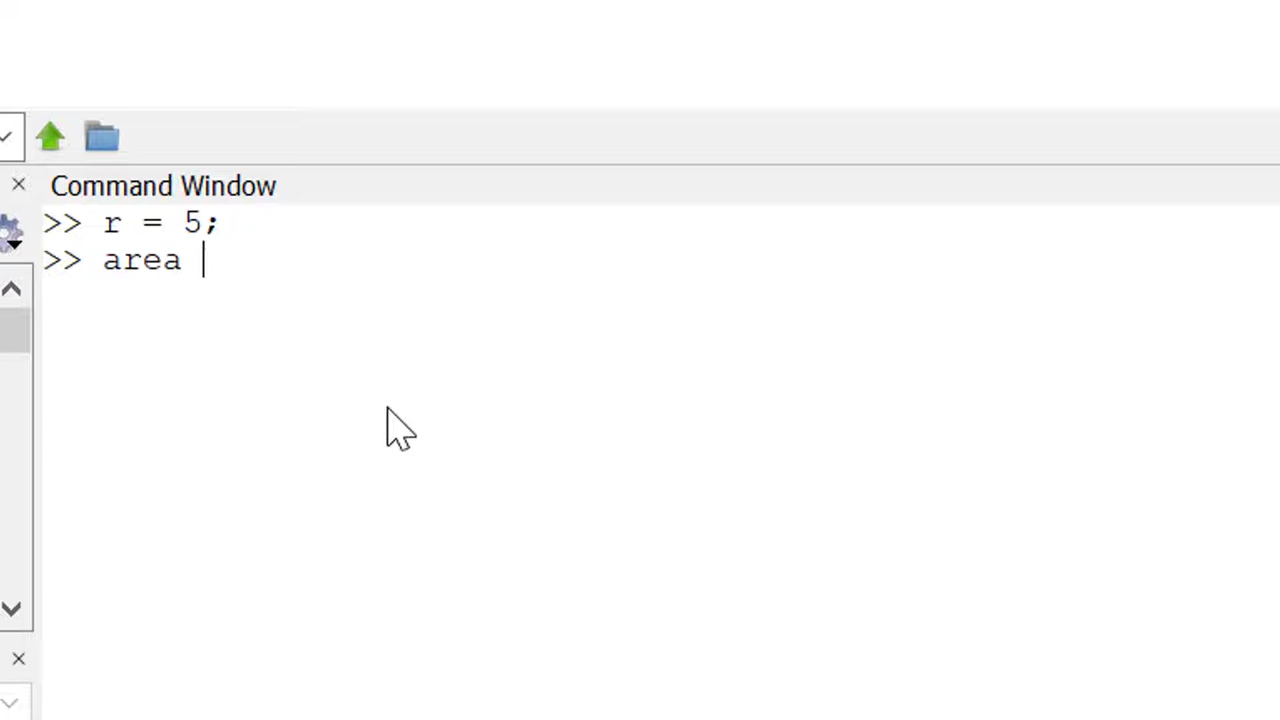 Command Window
>> r = 5;
>> area